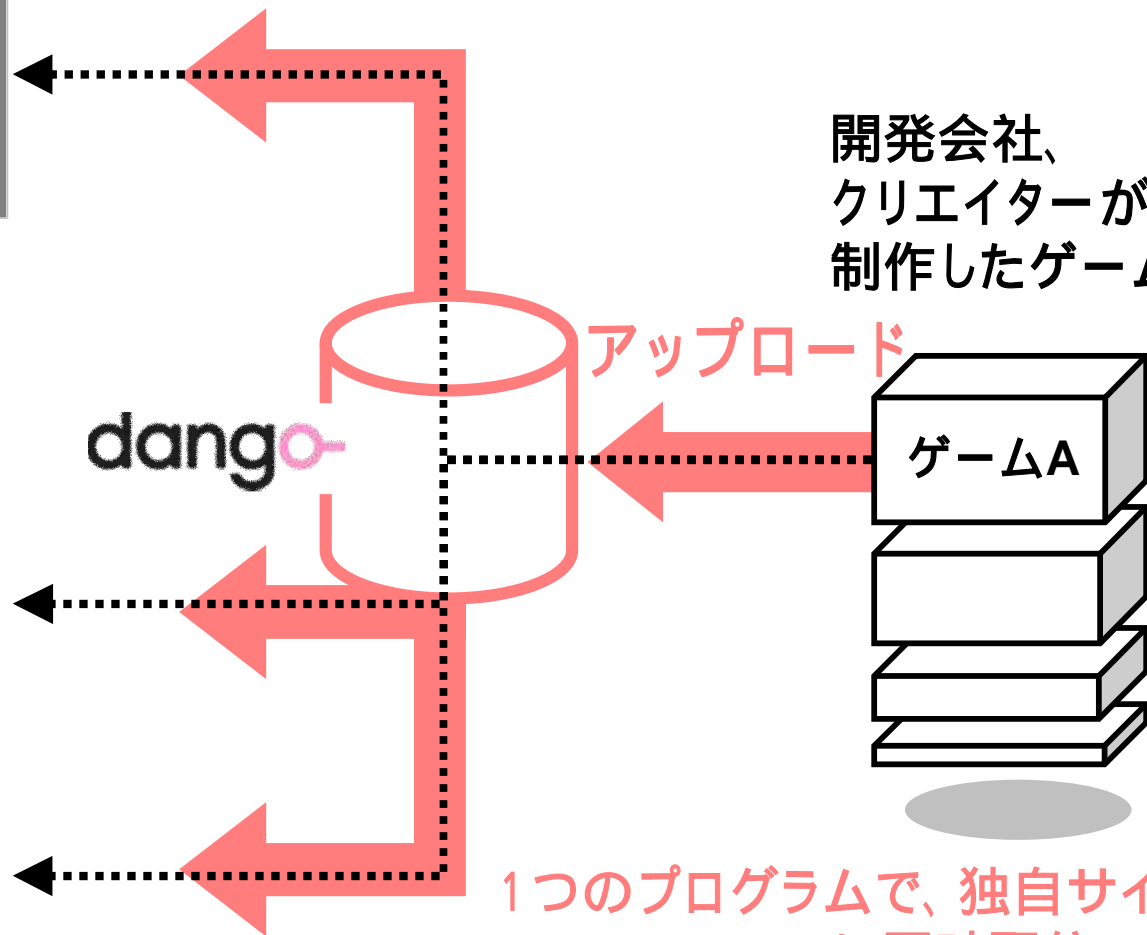 開発会社、
クリエイターが
制作したゲーム
アップロード
dango
ゲームA
1つのプログラムで、独自サイ